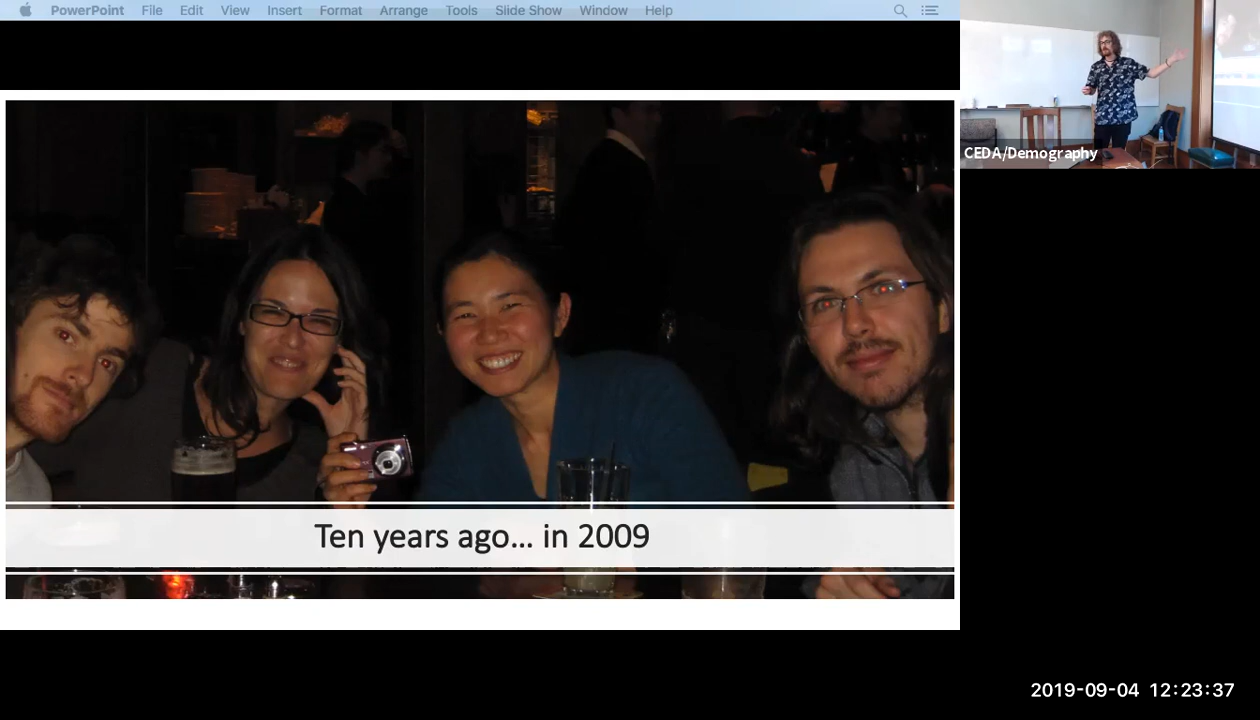 PowerPoint File Edit View Insert Format Arrange Tools Slide Show Window Help
CEDA/Demography
Ten years ago... in 2009
2019-09-04 12:23:37